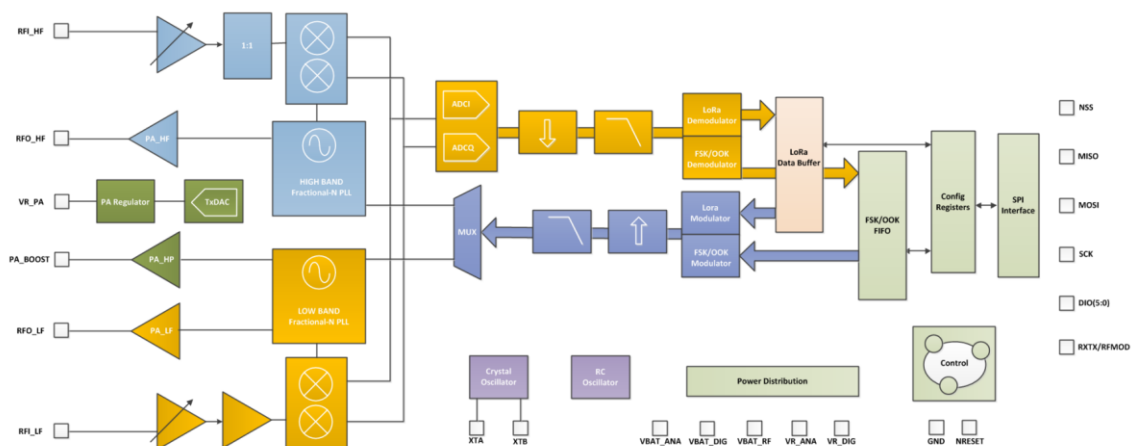 RFI_HF
1:1
ADCI
ADCQ
LoRa
Demodulator
FSK/OOK
Demodulator
LoRa
Data Buffer
NSS
RFO_HF
PA_HF
HIGH BAND
Fractional-N PLL
MISO
VR_PA
PA Regulator
TxDAC
MUX
Lora
Modulator
FSK/OOK
Modulator
FSK/OOK
FIFO
Config
Registers
SPI
Interface
MOSI
PA_BOOST
PA_HP
SCK
LOW BAND
Fractional-N PLL
DIO(5:0)
RFO_LF
PA_LF
RXTX/RFMOD
Crystal
Oscillator
RC
Oscillator
Power Distribution
Control
RFI_LF
XTA
XTB
VBAT_ANA
VBAT_DIG
VBAT_RF
VR_ANA
VR_DIG
GND
NRESET